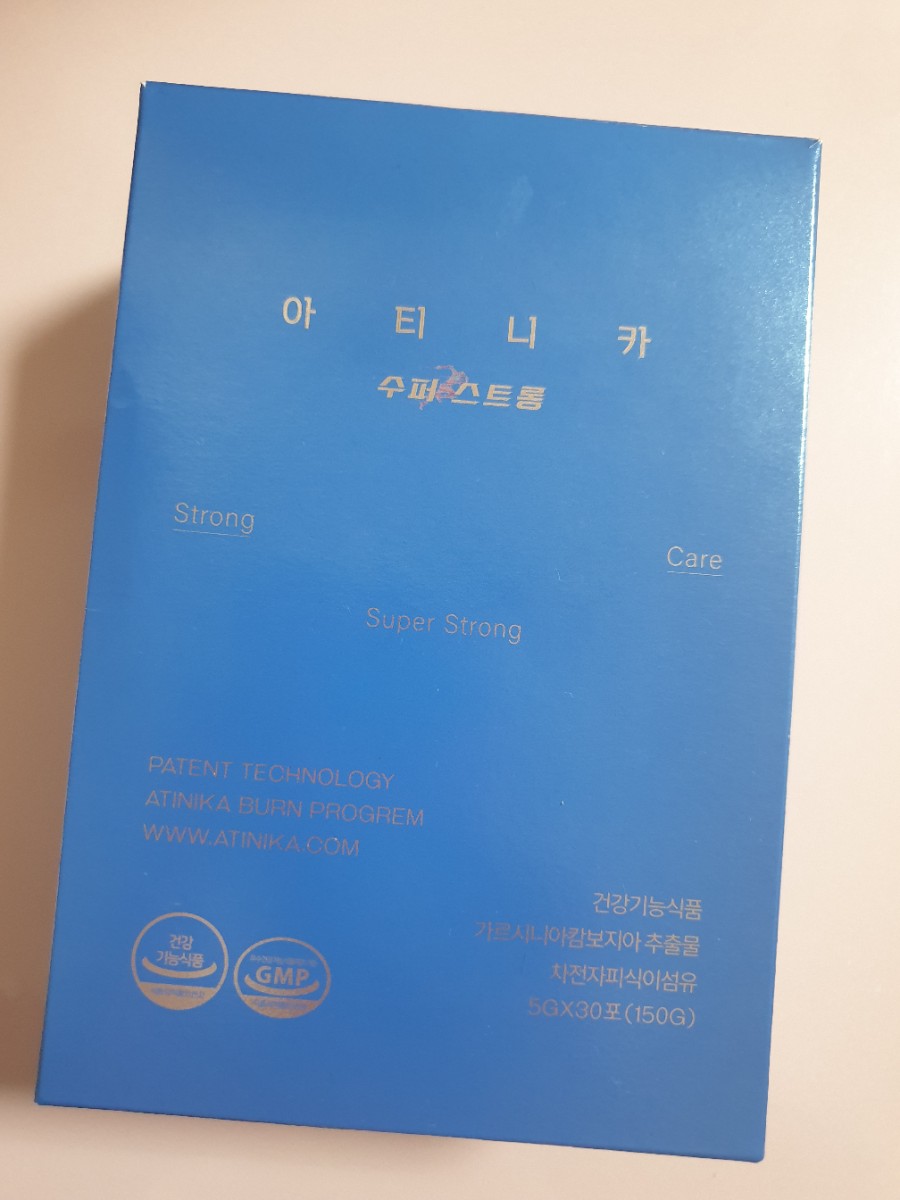 아 티 니 카
수퍼 스트롱
Strong
Care
Super Strong
PATENT TECHNOLOGY
ATINIKA BURN PROGREM
WWW.ATINIKA.COM
건강기능식품
가르시니아캄보지아 추출물
차전자피식이섬유
5GX30포(150G)
건강
기능식품
GMP